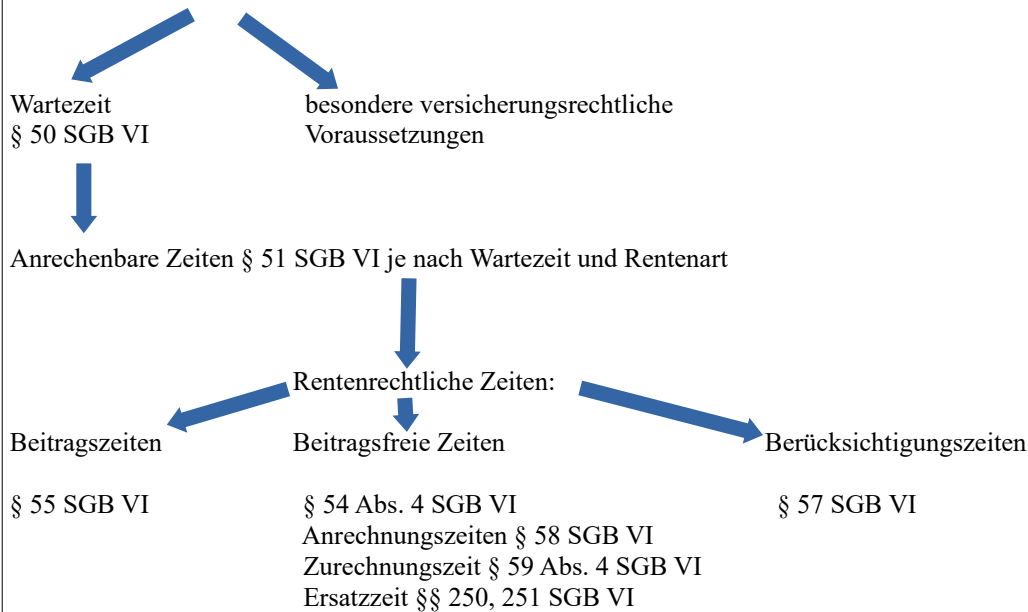 Wartezeit
§ 50 SGB VI
besondere versicherungsrechtliche
Voraussetzungen
Anrechenbare Zeiten § 51 SGB VI je nach Wartezeit und Rentenart
Rentenrechtliche Zeiten:
Beitragszeiten
§ 55 SGB VI
Beitragsfreie Zeiten
§ 54 Abs. 4 SGB VI
Anrechnungszeiten § 58 SGB VI
Zurechnungszeit § 59 Abs. 4 SGB VI
Ersatzzeit §§ 250, 251 SGB VI
Berücksichtigungszeiten
§ 57 SGB VI